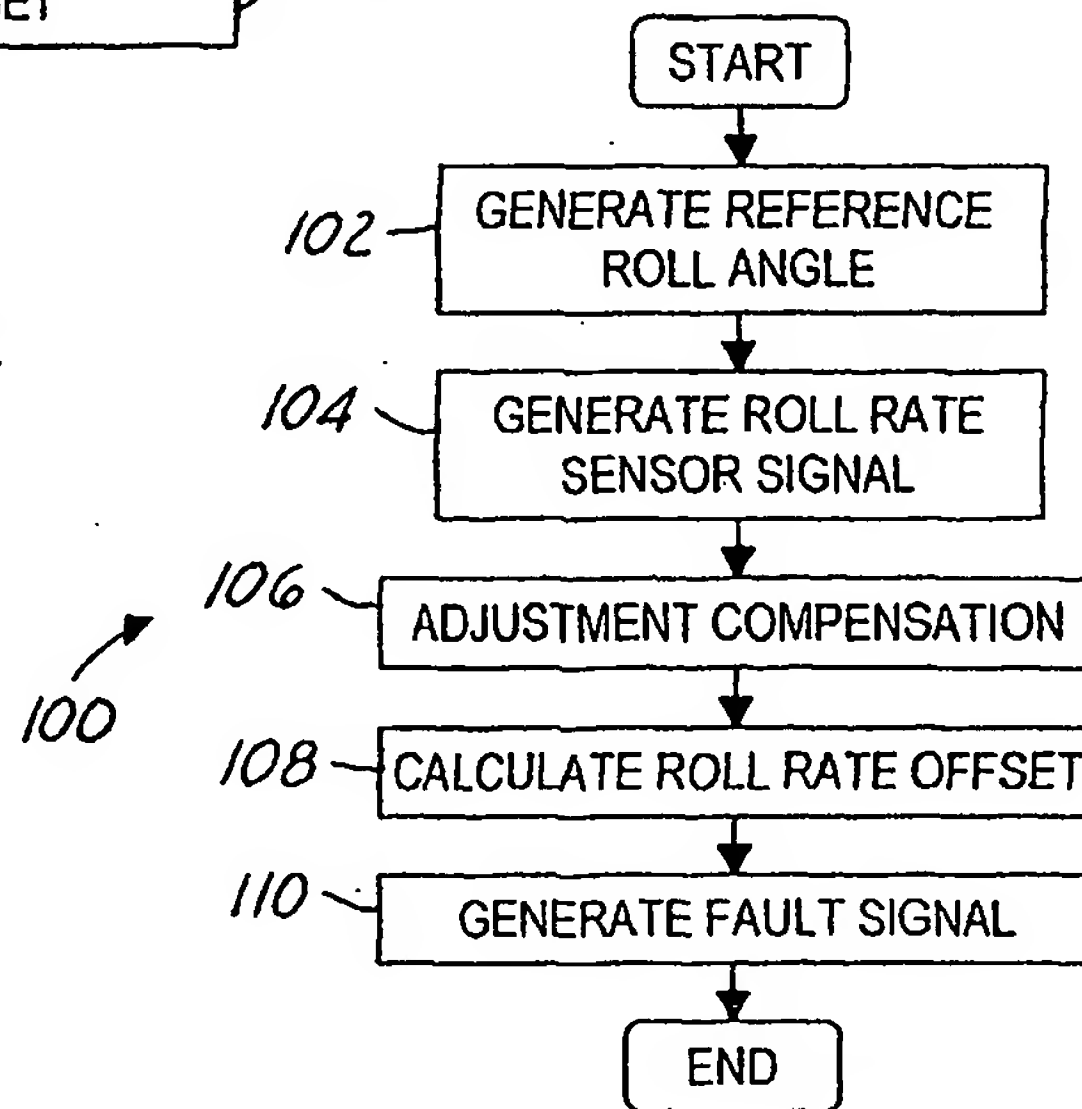 START
102
GENERATE REFERENCE
ROLL ANGLE
104
GENERATE ROLL RATE
SENSOR SIGNAL
106
ADJUSTMENT COMPENSATION
100
108
CALCULATE ROLL RATE OFFSET
110
GENERATE FAULT SIGNAL
END